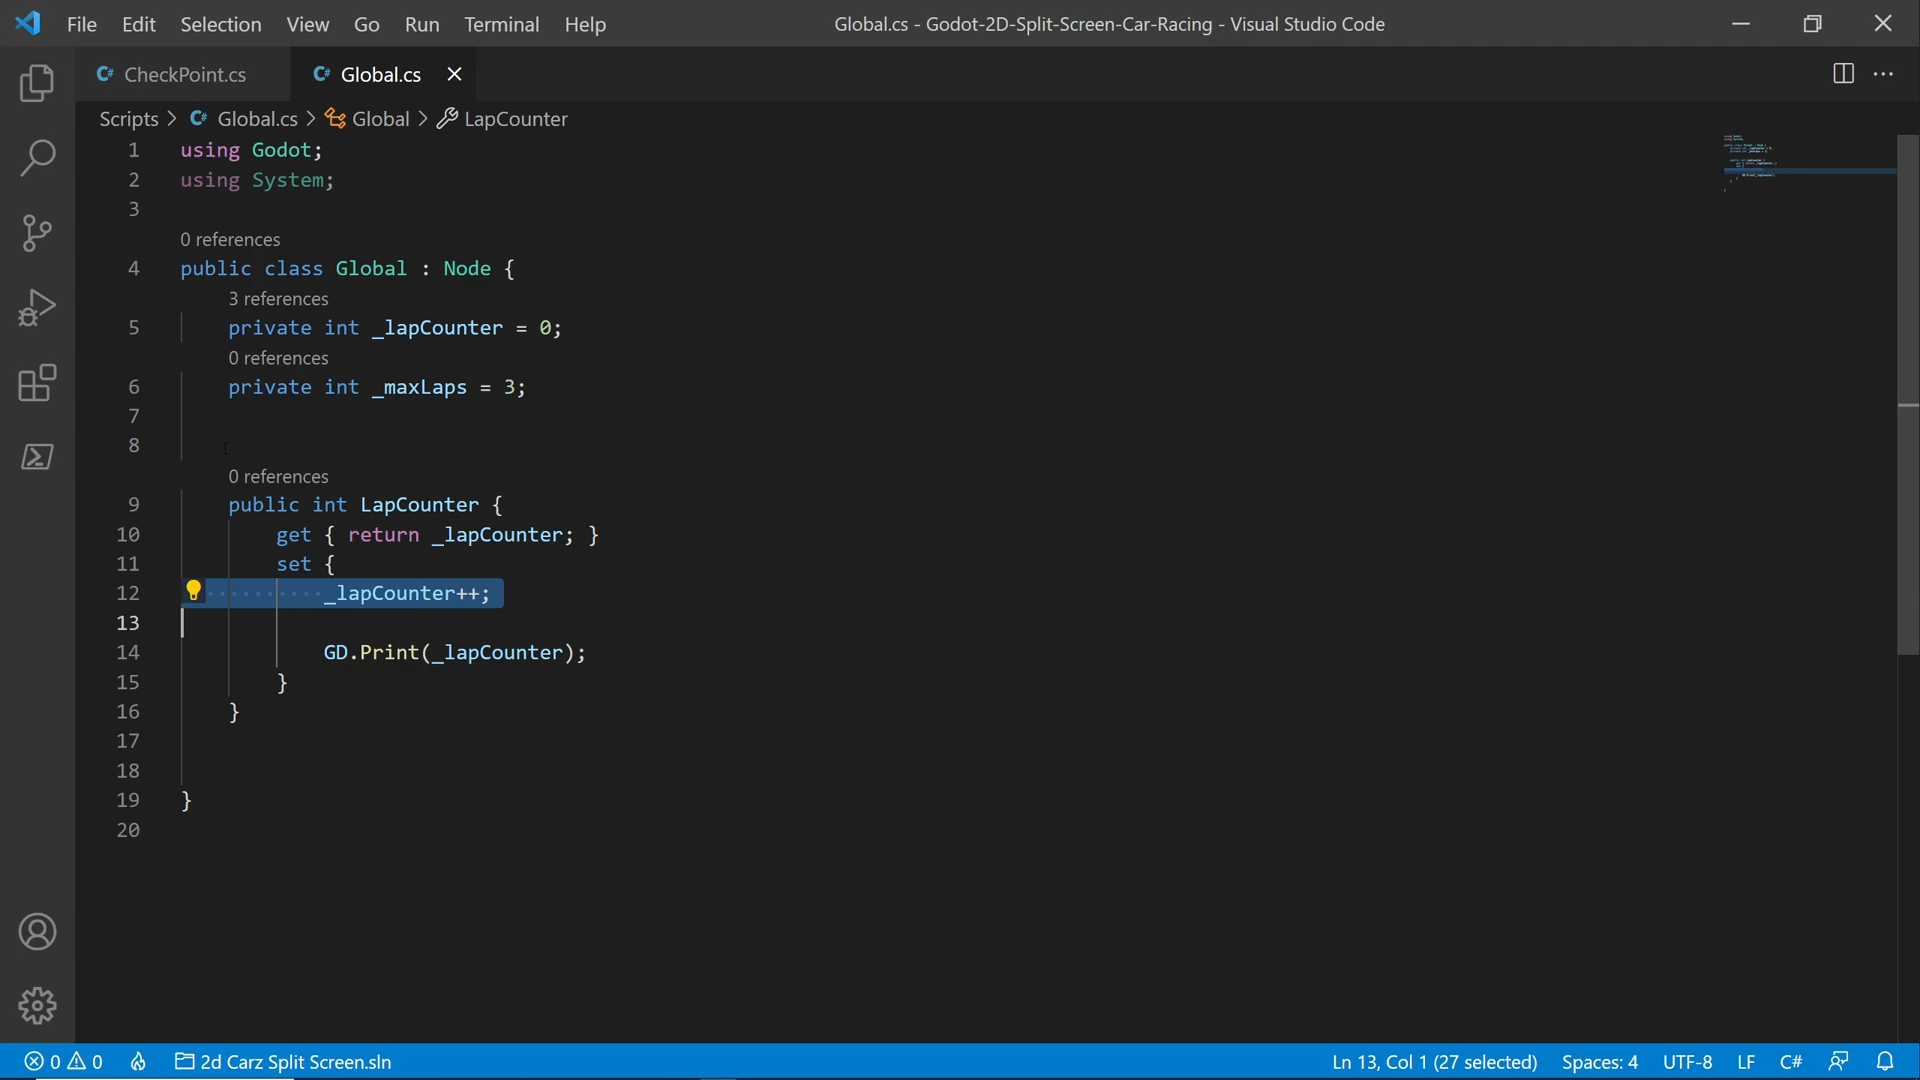 File Edit Selection View Go Run Terminal Help Global.cs - Godot-2D-Split-Screen-Car-Racing - Visual Studio Code
C# CheckPoint.cs C# Global.cs
Scripts > C# Global.cs > Global > LapCounter
1 using Godot;
2 using System;
3
0 references
4 public class Global : Node {
3 references
5 private int _lapCounter = 0;
0 references
6 private int _maxLaps = 3;
7
8
0 references
9 public int LapCounter {
10 get { return _lapCounter; }
11 set {
12 _lapCounter++;
13
14 GD.Print(_lapCounter);
15 }
16 }
17
18
19 }
20
0 0 2d Carz Split Screen.sln Ln 13, Col 1 (27 selected) Spaces: 4 UTF-8 LF C#